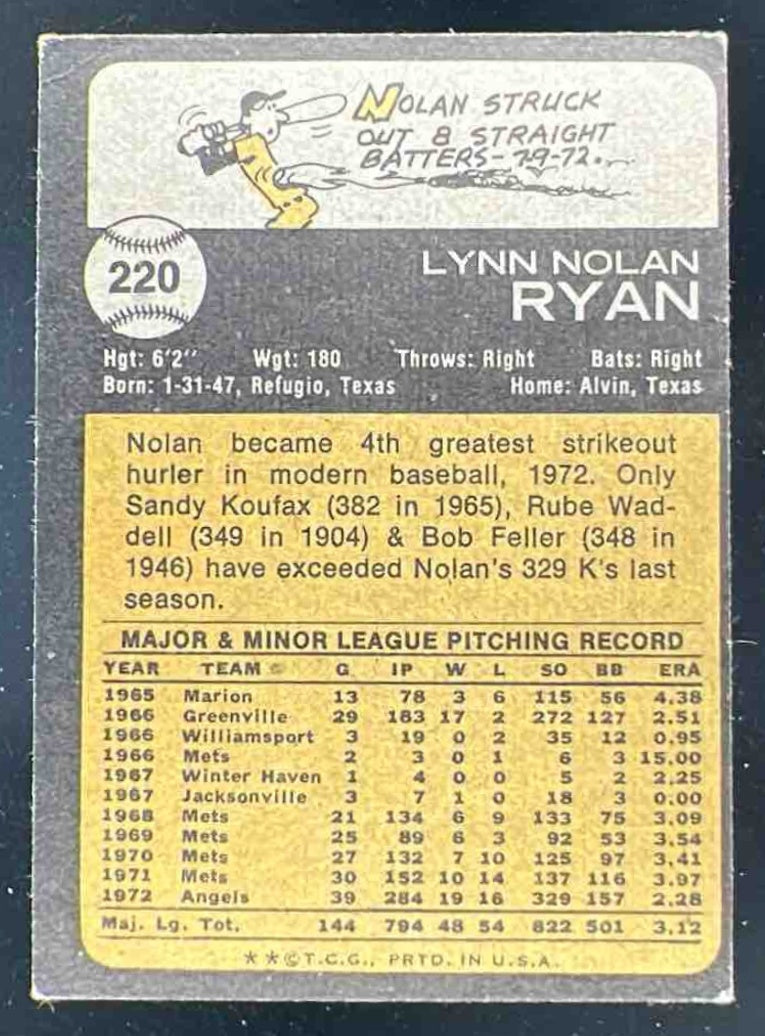 NOLAN STRUCK
OUT 8 STRAIGHT
BATTERS-7-9-72.
220
LYNN NOLAN
RYAN
Hgt: 6'2" Wgt: 180 Throws: Right Bats: Right
Born: 1-31-47, Refugio, Texas Home: Alvin, Texas
Nolan became 4th greatest strikeout
hurler in modern baseball, 1972. Only
Sandy Koufax (382 in 1965), Rube Wad-
dell (349 in 1904) & Bob Feller (348 in
1946) have exceeded Nolan's 329 K's last
season.
MAJOR & MINOR LEAGUE PITCHING RECORD
YEAR TEAM G IP W L SO BB ERA
1965 Marion 13 78 3 6 115 56 4.38
1966 Greenville 29 183 17 2 272 127 2.51
1966 Williamsport 3 19 0 2 35 12 0.95
1966 Mets 2 3 0 1 6 3 15.00
1967 Winter Haven 1 4 0 0 5 2 2.25
1967 Jacksonville 3 7 1 0 18 3 0.00
1968 Mets 21 134 6 9 133 75 3.09
1969 Mets 25 89 6 3 92 53 3.54
1970 Mets 27 132 7 10 125 97 3.41
1971 Mets 30 152 10 14 137 116 3.97
1972 Angels 39 284 19 16 329 157 2.28
Maj. Lg. Tot. 144 794 48 54 822 501 3.12
**©T.C.G., PRTD. IN U.S.A.